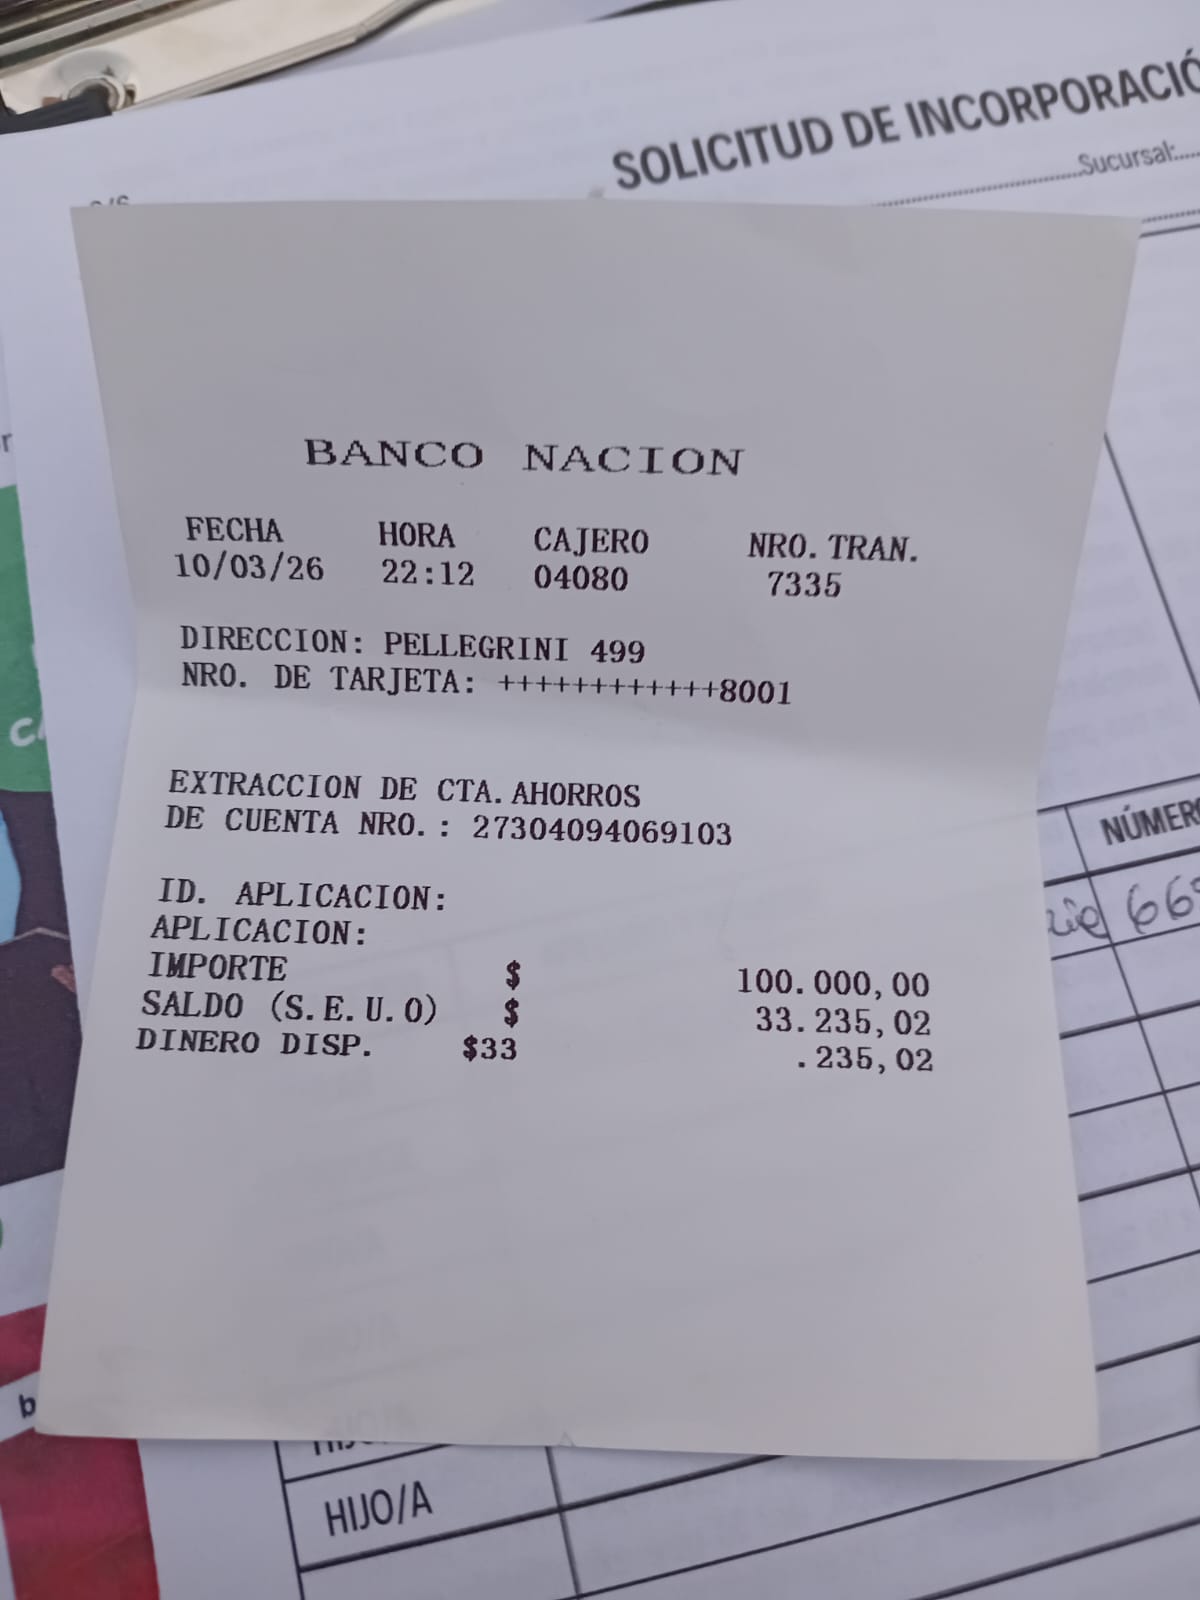 SOLICITUD DE INCORPORACIÓ
Sucursal:
BANCO NACION
FECHA HORA CAJERO NRO. TRAN.
10/03/26 22:12 04080 7335
DIRECCION: PELLEGRINI 499
NRO. DE TARJETA: ++++++++++++8001
EXTRACCION DE CTA. AHORROS
DE CUENTA NRO.: 27304094069103
ID. APLICACION:
APLICACION:
IMPORTE $ 100.000,00
SALDO (S.E.U.O) $ 33.235,02
DINERO DISP. $33 .235,02
NÚMERO
HIJO/A